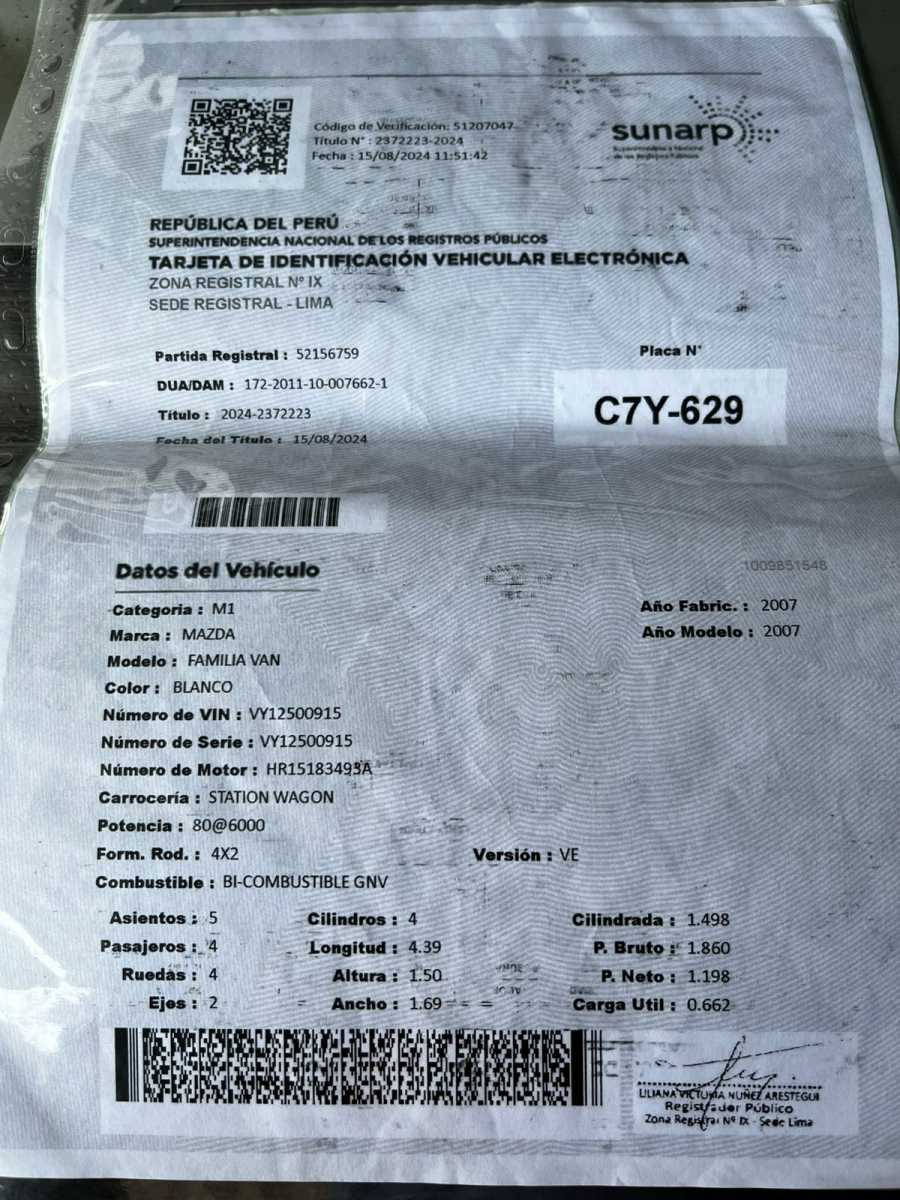 Código de Verificación: 51207047
Título N° : 2372223-2024
Fecha : 15/08/2024 11:51:42
sunarp
Superintendencia Nacional
de los Registros Públicos
REPÚBLICA DEL PERÚ
SUPERINTENDENCIA NACIONAL DE LOS REGISTROS PÚBLICOS
TARJETA DE IDENTIFICACIÓN VEHICULAR ELECTRÓNICA
ZONA REGISTRAL Nº IX
SEDE REGISTRAL - LIMA
Partida Registral : 52156759
Placa N°
DUA/DAM : 172-2011-10-007662-1
C7Y-629
Título : 2024-2372223
Fecha del Título : 15/08/2024
Datos del Vehículo
1009851548
Categoria : M1
Año Fabric. : 2007
Marca : MAZDA
Año Modelo : 2007
Modelo : FAMILIA VAN
Color : BLANCO
Número de VIN : VY12500915
Número de Serie : VY12500915
Número de Motor : HR15183493A
Carrocería : STATION WAGON
Potencia : 80@6000
Form. Rod. : 4X2 Versión : VE
Combustible : BI-COMBUSTIBLE GNV
Asientos : 5 Cilindros : 4 Cilindrada : 1.498
Pasajeros : 4 Longitud : 4.39 P. Bruto : 1.860
Ruedas : 4 Altura : 1.50 P. Neto : 1.198
Ejes : 2 Ancho : 1.69 Carga Util : 0.662
LILIANA VICTORIA NUÑEZ ARESTEGUI
Registrador Público
Zona Registral Nº IX - Sede Lima